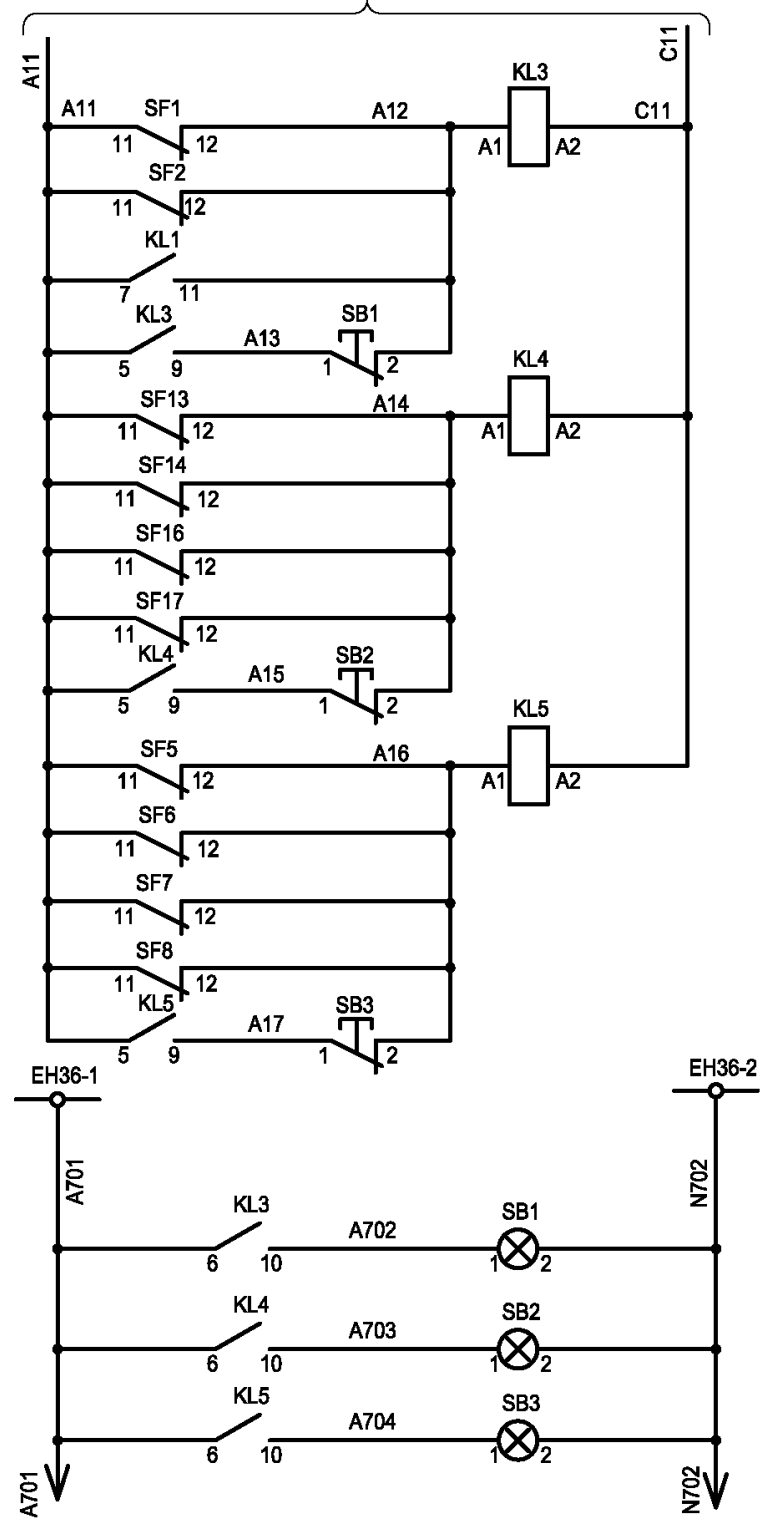 A11
C11
KL3
A11 SF1 A12 C11
11 12 A1 A2
SF2
11 12
KL1
7 11
KL3 A13 SB1
5 9 1 2
KL4
SF13 A14
11 12 A1 A2
SF14
11 12
SF16
11 12
SF17
11 12
KL4 A15 SB2
5 9 1 2
KL5
SF5 A16
11 12 A1 A2
SF6
11 12
SF7
11 12
SF8
11 12
KL5 A17 SB3
5 9 1 2
EH36-1 EH36-2
A701 N702
KL3 A702 SB1
6 10 1 2
KL4 A703 SB2
6 10 1 2
KL5 A704 SB3
6 10 1 2
A701 N702